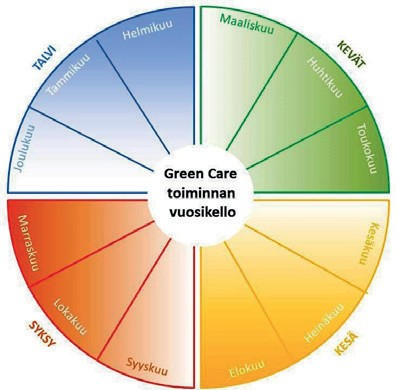 TALVI
Joulukuu
Tammikuu
Helmikuu
KEVÄT
Maaliskuu
Huhtikuu
Toukokuu
Green Care
toiminnan
vuosikello
KESÄ
Kesäkuu
Heinäkuu
Elokuu
SYKSY
Syyskuu
Lokakuu
Marraskuu